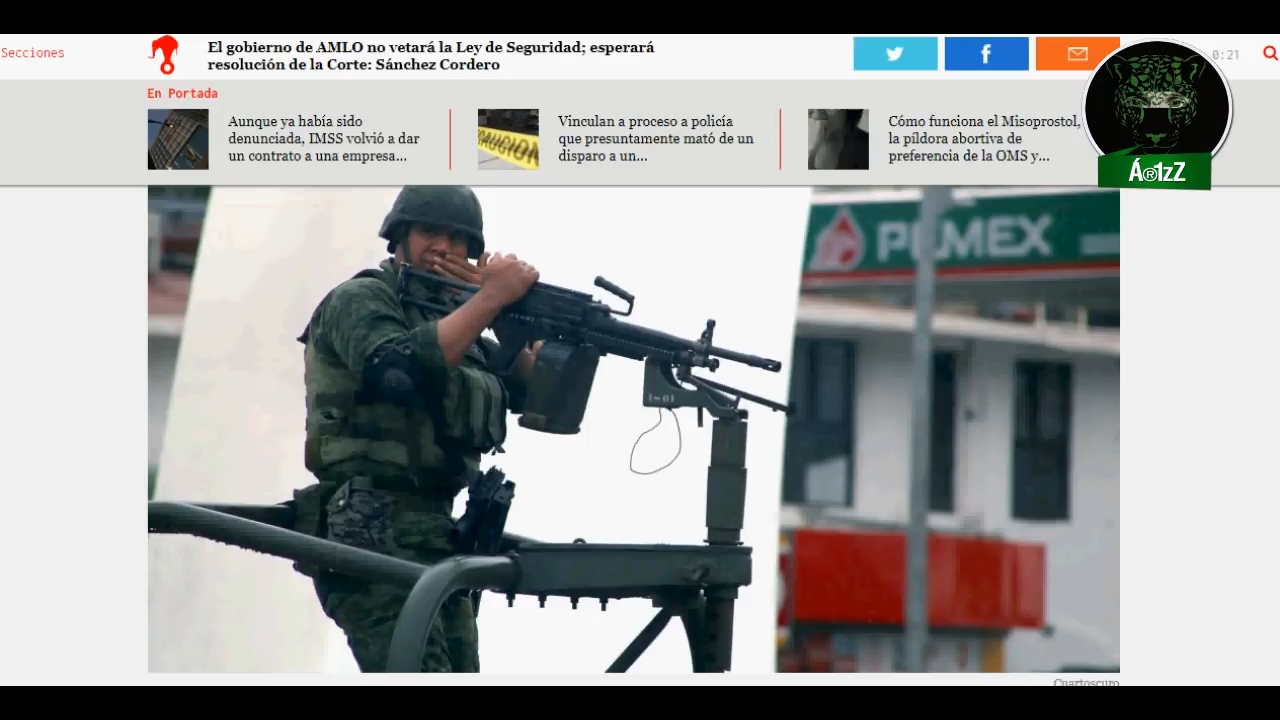 Secciones
El gobierno de AMLO no vetará la Ley de Seguridad; esperará
resolución de la Corte: Sánchez Cordero
0:21
En Portada
Aunque ya había sido
denunciada, IMSS volvió a dar
un contrato a una empresa...
CAUCION
Vinculan a proceso a policía
que presuntamente mató de un
disparo a un...
Cómo funciona el Misoprostol,
la píldora abortiva de
preferencia de la OMS y...
Á®1zZ
PEMEX
Cuartoscuro